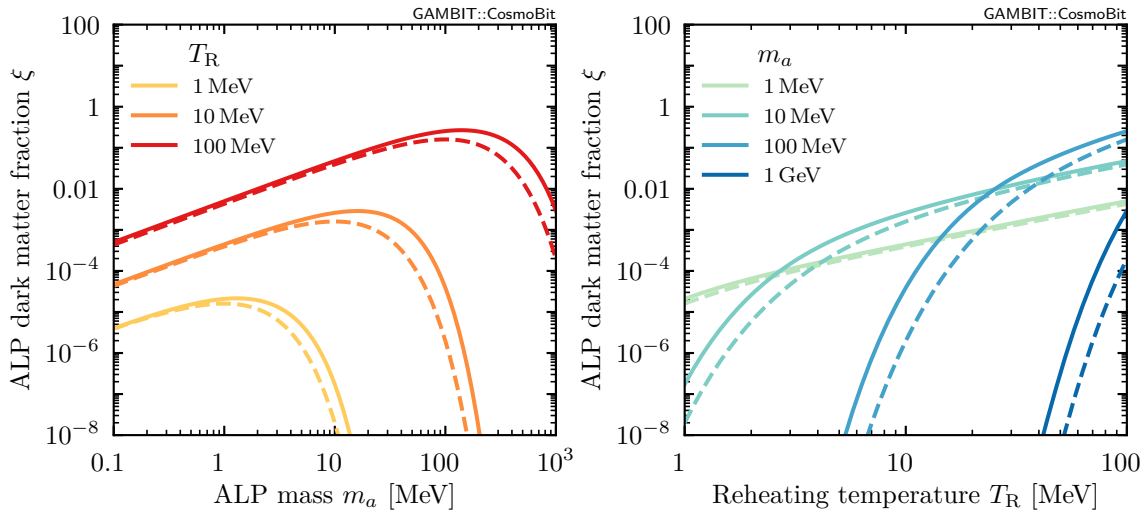 GAMBIT::CosmoBit
ALP dark matter fraction ξ
100
1
0.01
10⁻⁴
10⁻⁶
10⁻⁸
T_R
1 MeV
10 MeV
100 MeV
0.1
1
10
100
10³
ALP mass m_a [MeV]
GAMBIT::CosmoBit
ALP dark matter fraction ξ
100
1
0.01
10⁻⁴
10⁻⁶
10⁻⁸
m_a
1 MeV
10 MeV
100 MeV
1 GeV
1
10
100
Reheating temperature T_R [MeV]